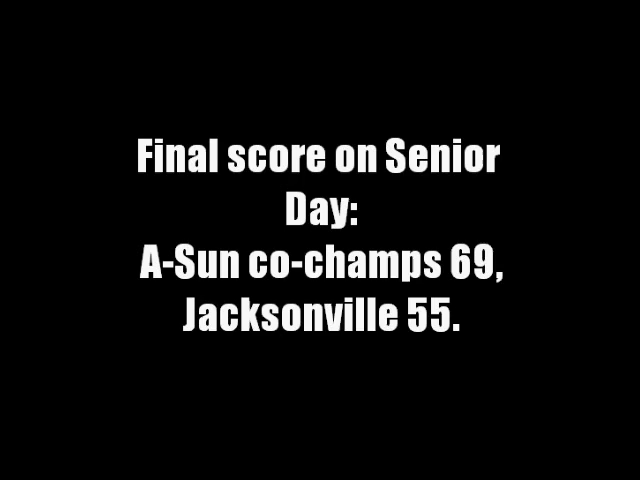 Final score on Senior
Day:
A-Sun co-champs 69,
Jacksonville 55.